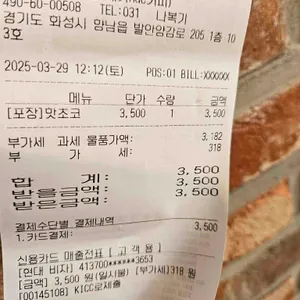 490-60-00508 TEL:031 나복기
경기도 화성시 향남읍 발안양감로 205 1층 10
3호
2025-03-29 12:12(토) POS:01 BILL:XXXXXX
메뉴 단가 수량 금액
[포장]맛초코 3,500 1 3,500
부가세 과세 물품가액: 3,182
부 가 세: 318
합 계: 3,500
받을금액: 3,500
받은금액: 3,500
결제수단별 결제내역
1.카드결제: 3,500
신용카드 매출전표 [ 고객용 ]
[현대 비자] 413700******3653
[금액] 3,500 원(일시불) [부가세]318 원
[00145108] KICC로제출